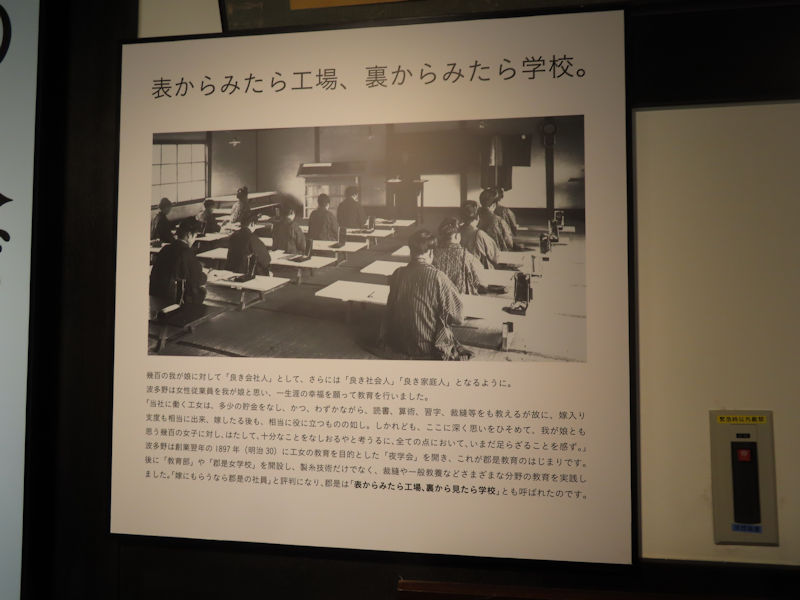 表からみたら工場、裏からみたら学校。
幾百の我が娘に対して「良き会社人」として、さらには「良き社会人」「良き家庭人」となるように。
波多野は女性従業員を我が娘と思い、一生涯の幸福を願って教育を行いました。
「当社に働く工女は、多少の貯金をなし、かつ、わずかながら、読書、算術、習字、裁縫等をも教えるが故に、嫁入り
支度も相当に出来、嫁したる後も、相当に役に立つものの如し。しかれども、ここに深く思いをひそめて、我が娘とも
思う幾百の女子に対し、はたして、十分なことをなしおるやと考うるに、全ての点において、いまだ足らざることを感ず。」
波多野は創業翌年の1897年（明治30）に工女の教育を目的とした「夜学会」を開き、これが郡是教育のはじまりです。
後に「教育部」や「郡是女学校」を開設し、製糸技術だけでなく、裁縫や一般教養などさまざまな分野の教育を実践し
ました。「嫁にもらうなら郡是の社員」と評判になり、郡是は「表からみたら工場、裏から見たら学校」とも呼ばれたのです。
緊急時以外厳禁